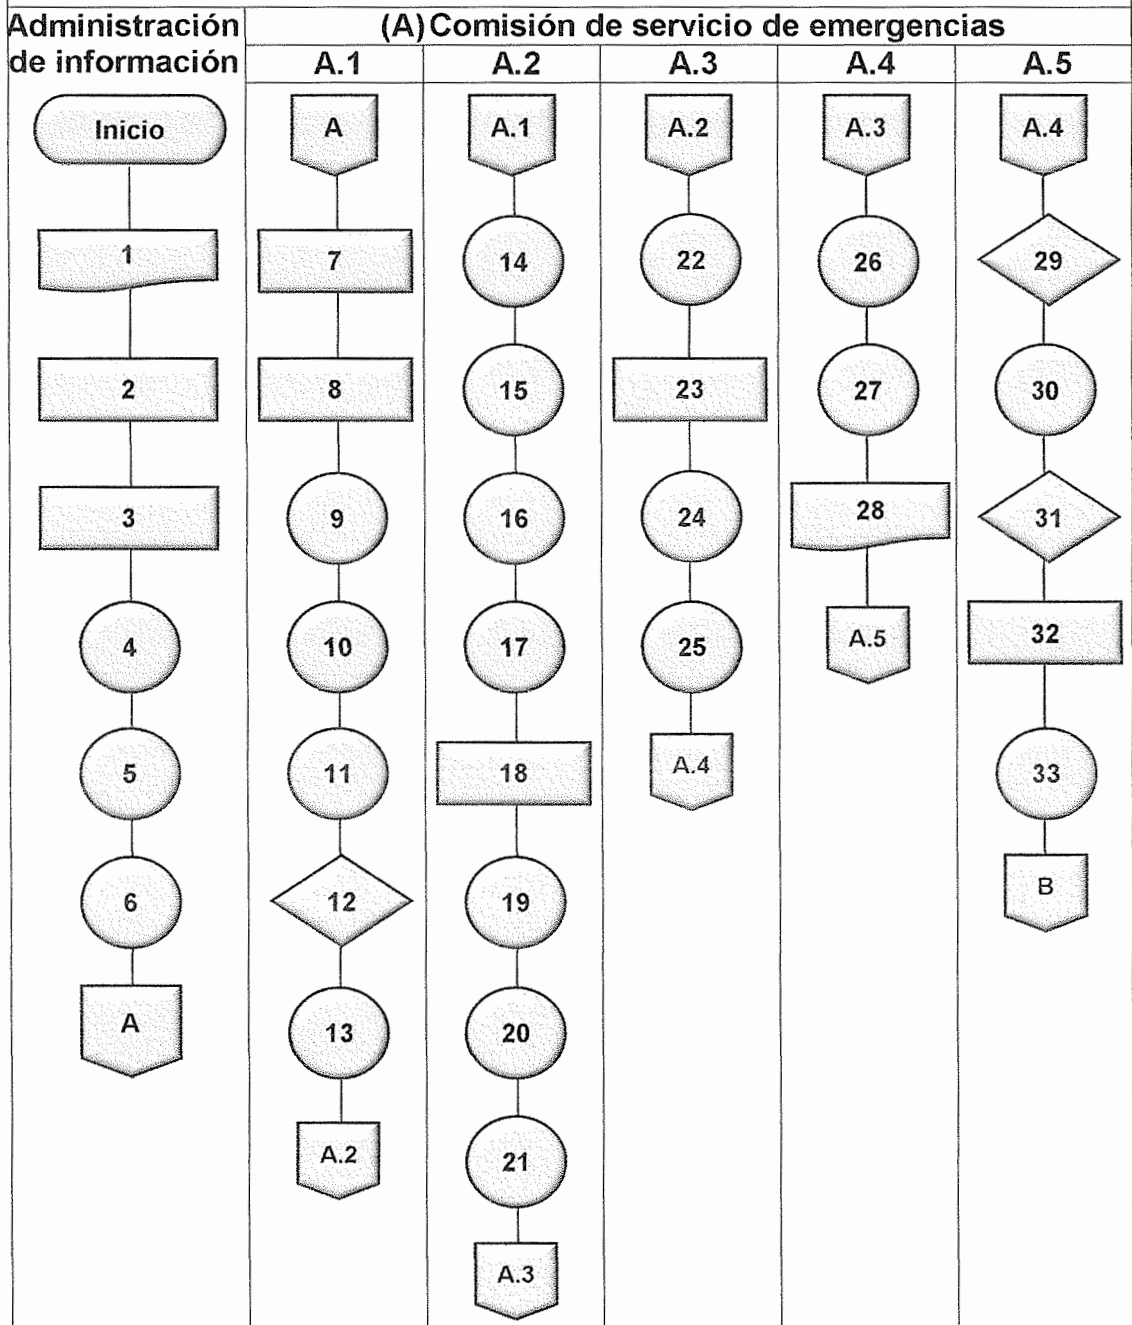 Administración
de información
(A) Comisión de servicio de emergencias
A.1 A.2 A.3 A.4 A.5
Inicio A A.1 A.2 A.3 A.4
1 7 14 22 26 29
2 8 15 23 27 30
3 9 16 24 28 31
4 10 17 25 A.5 32
5 11 18 A.4 33
6 12 19 B
A 13 20
A.2 21
A.3